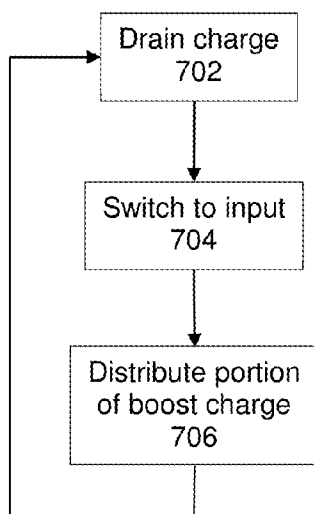 Drain charge
702
Switch to input
704
Distribute portion
of boost charge
706